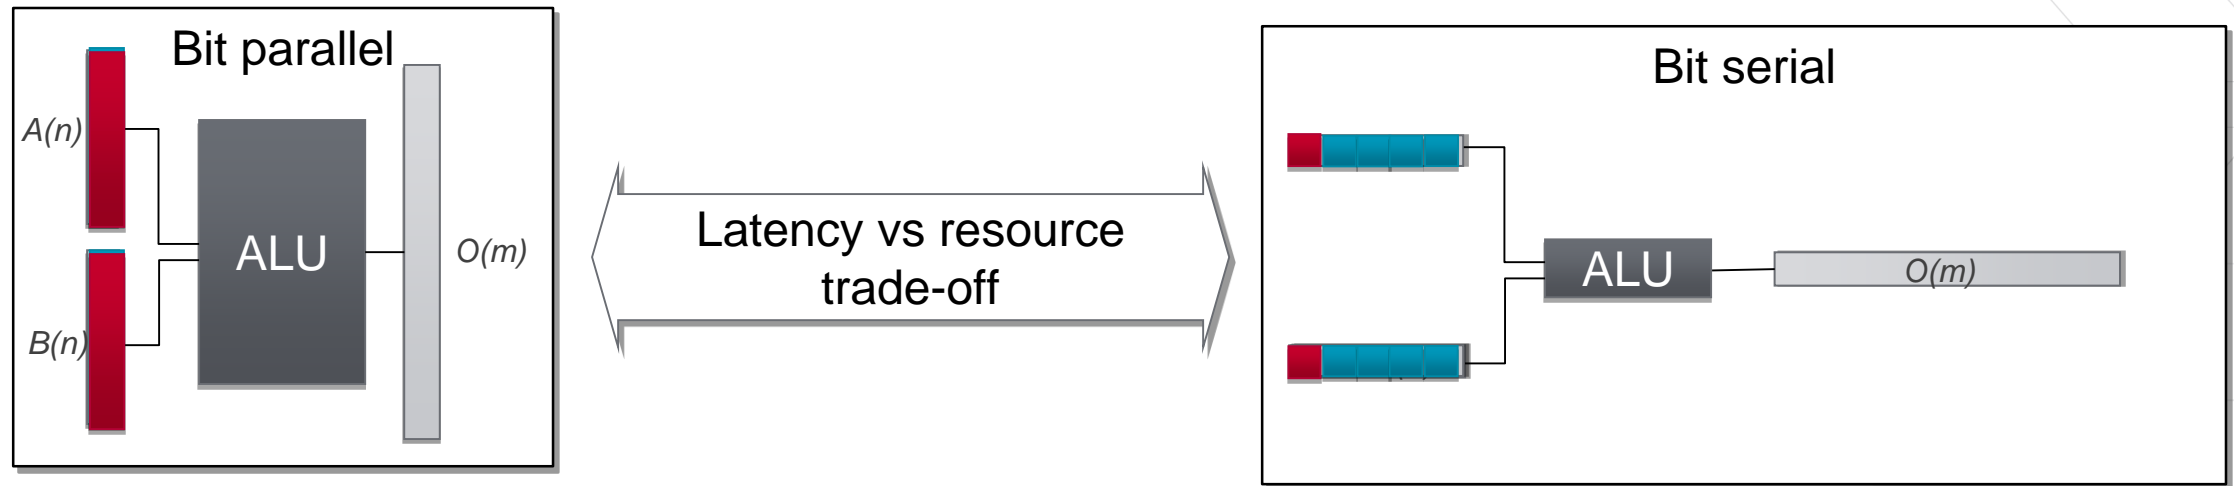 Bit parallel
A(n)
ALU
O(m)
B(n)
Latency vs resource
trade-off
Bit serial
ALU
O(m)